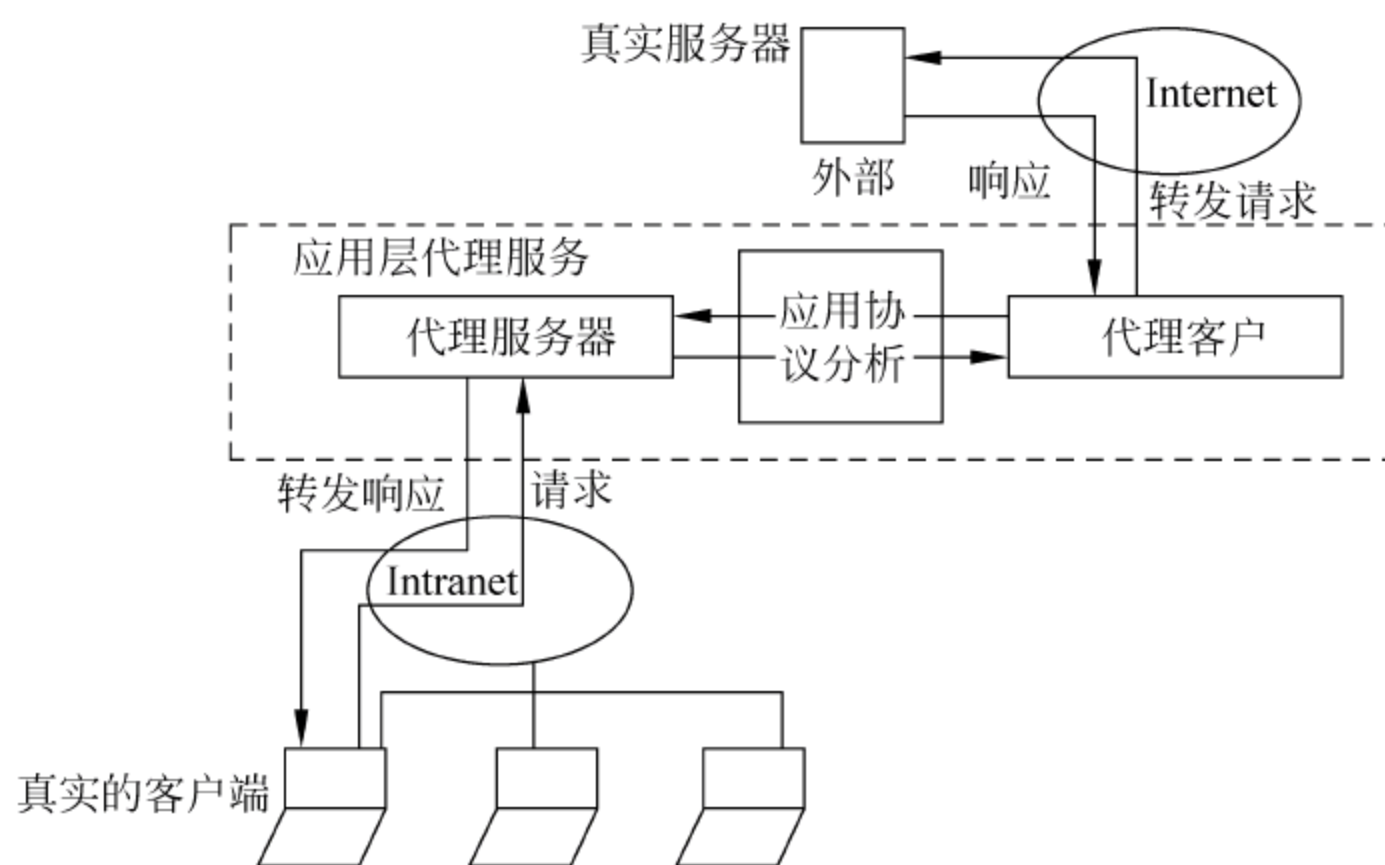 真实服务器
Internet
外部
响应
转发请求
应用层代理服务
代理服务器
应用协
议分析
代理客户
转发响应
请求
Intranet
真实的客户端